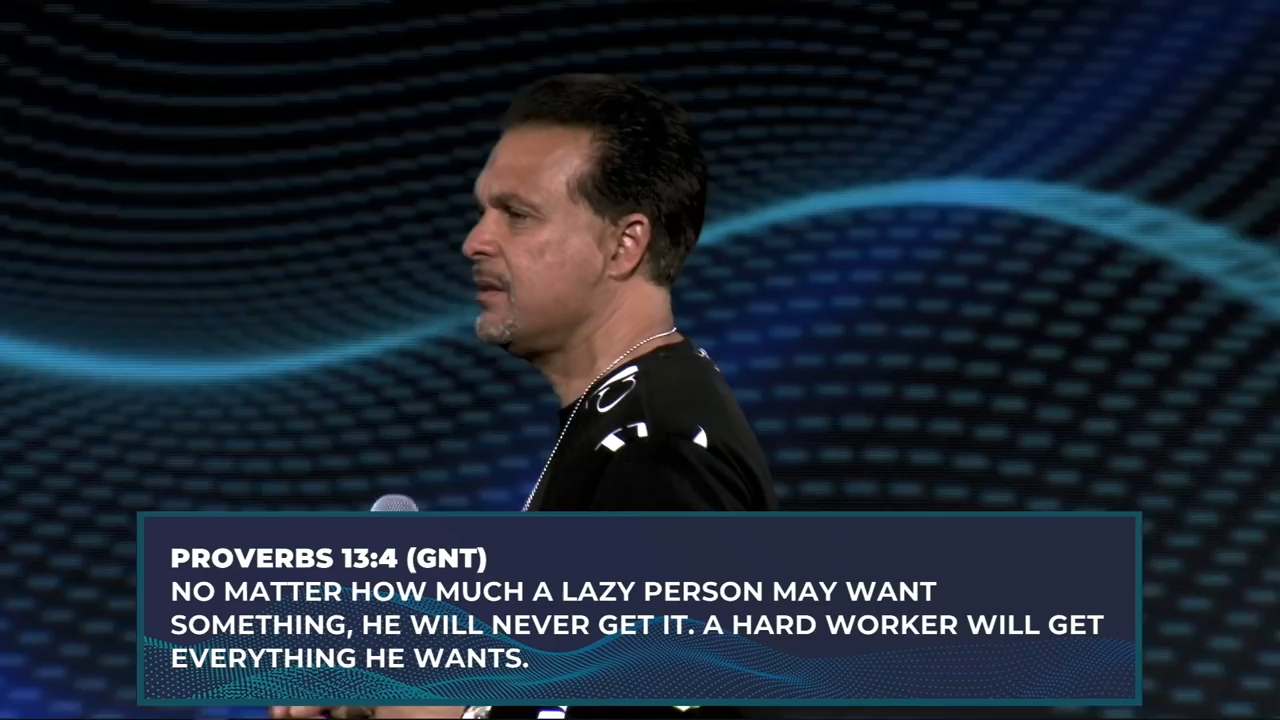 PROVERBS 13:4 (GNT)
NO MATTER HOW MUCH A LAZY PERSON MAY WANT
SOMETHING, HE WILL NEVER GET IT. A HARD WORKER WILL GET
EVERYTHING HE WANTS.